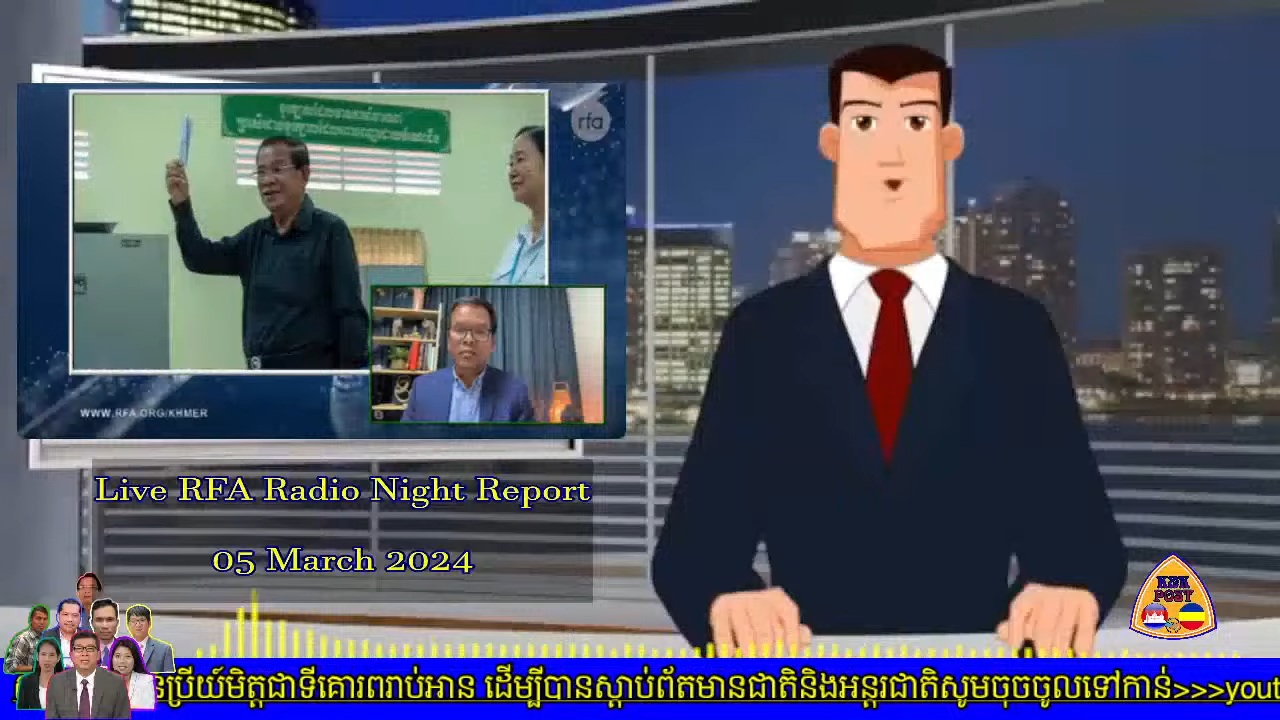 rfa
WWW.RFA.ORG/KHMER
Live RFA Radio Night Report
05 March 2024
KBK
POST
ប្រីយ៍មិត្តជាទីគោរពរាប់អាន ដើម្បីបានស្តាប់ព័តមានជាតិនិងអន្តរជាតិសូមចុចចូលទៅកាន់>>>yout